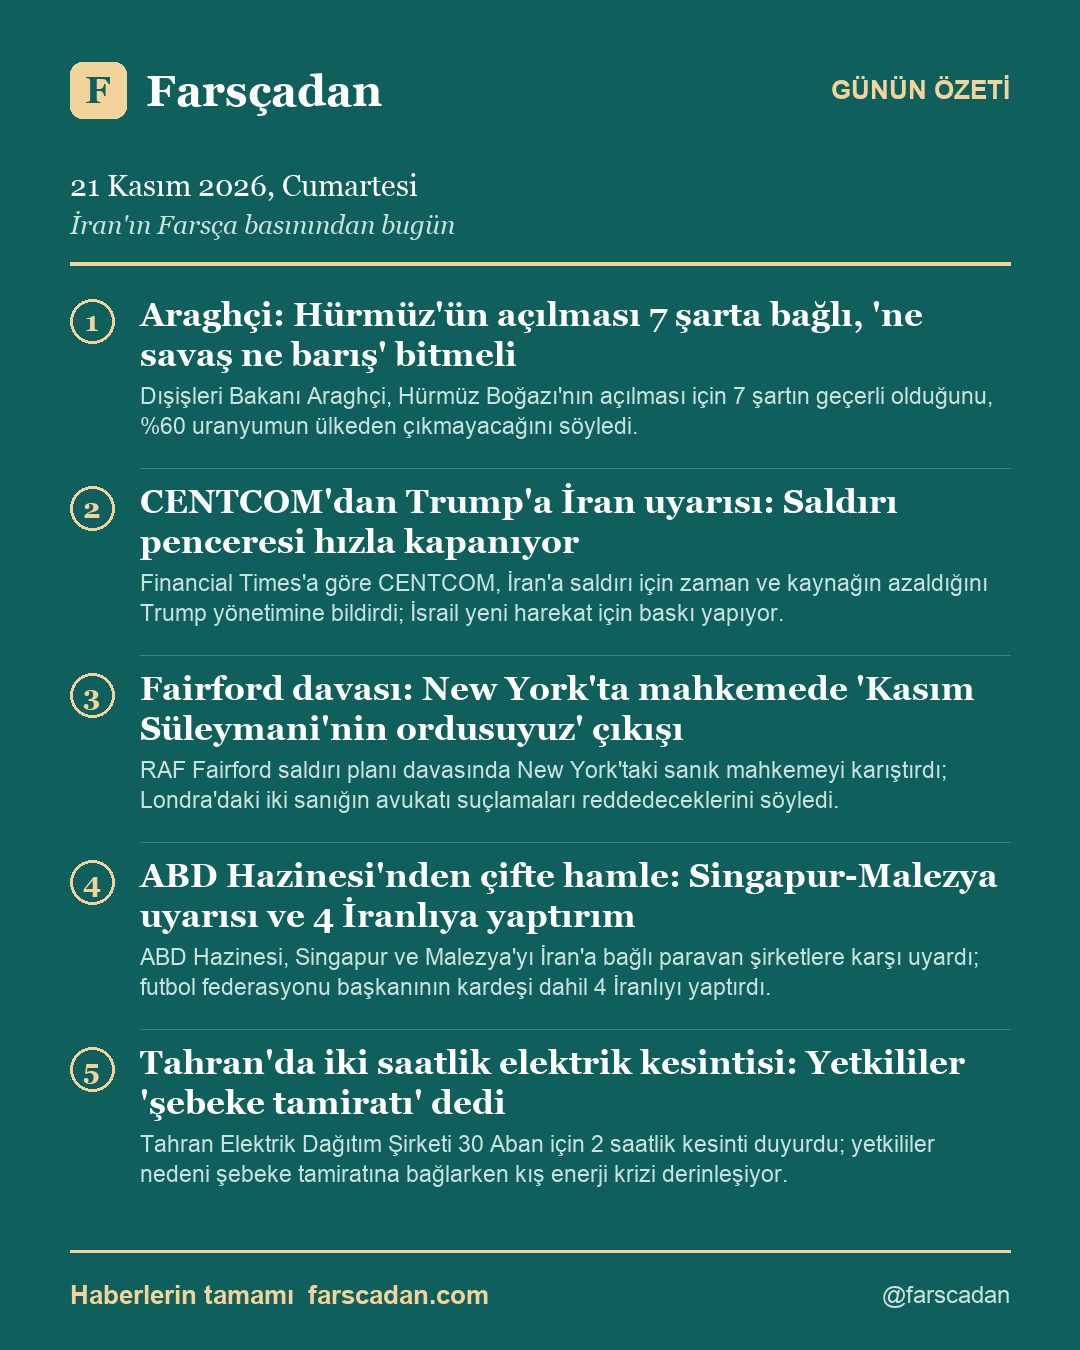 F Farsçadan
GÜNÜN ÖZETİ
21 Kasım 2026, Cumartesi
İran'ın Farsça basınından bugün
1
Araghçi: Hürmüz'ün açılması 7 şarta bağlı, 'ne
savaş ne barış' bitmeli
Dışişleri Bakanı Araghçi, Hürmüz Boğazı'nın açılması için 7 şartın geçerli olduğunu,
%60 uranyumun ülkeden çıkmayacağını söyledi.
2
CENTCOM'dan Trump'a İran uyarısı: Saldırı
penceresi hızla kapanıyor
Financial Times'a göre CENTCOM, İran'a saldırı için zaman ve kaynağın azaldığını
Trump yönetimine bildirdi; İsrail yeni harekat için baskı yapıyor.
3
Fairford davası: New York'ta mahkemede 'Kasım
Süleymani'nin ordusuyuz' çıkışı
RAF Fairford saldırı planı davasında New York'taki sanık mahkemeyi karıştırdı;
Londra'daki iki sanığın avukatı suçlamaları reddedeceklerini söyledi.
4
ABD Hazinesi'nden çifte hamle: Singapur-Malezya
uyarısı ve 4 İranlıya yaptırım
ABD Hazinesi, Singapur ve Malezya'yı İran'a bağlı paravan şirketlere karşı uyardı;
futbol federasyonu başkanının kardeşi dahil 4 İranlıyı yaptırdı.
5
Tahran'da iki saatlik elektrik kesintisi: Yetkililer
'şebeke tamiratı' dedi
Tahran Elektrik Dağıtım Şirketi 30 Aban için 2 saatlik kesinti duyurdu; yetkililer
nedeni şebeke tamiratına bağlarken kış enerji krizi derinleşiyor.
Haberlerin tamamı farscadan.com
@farscadan